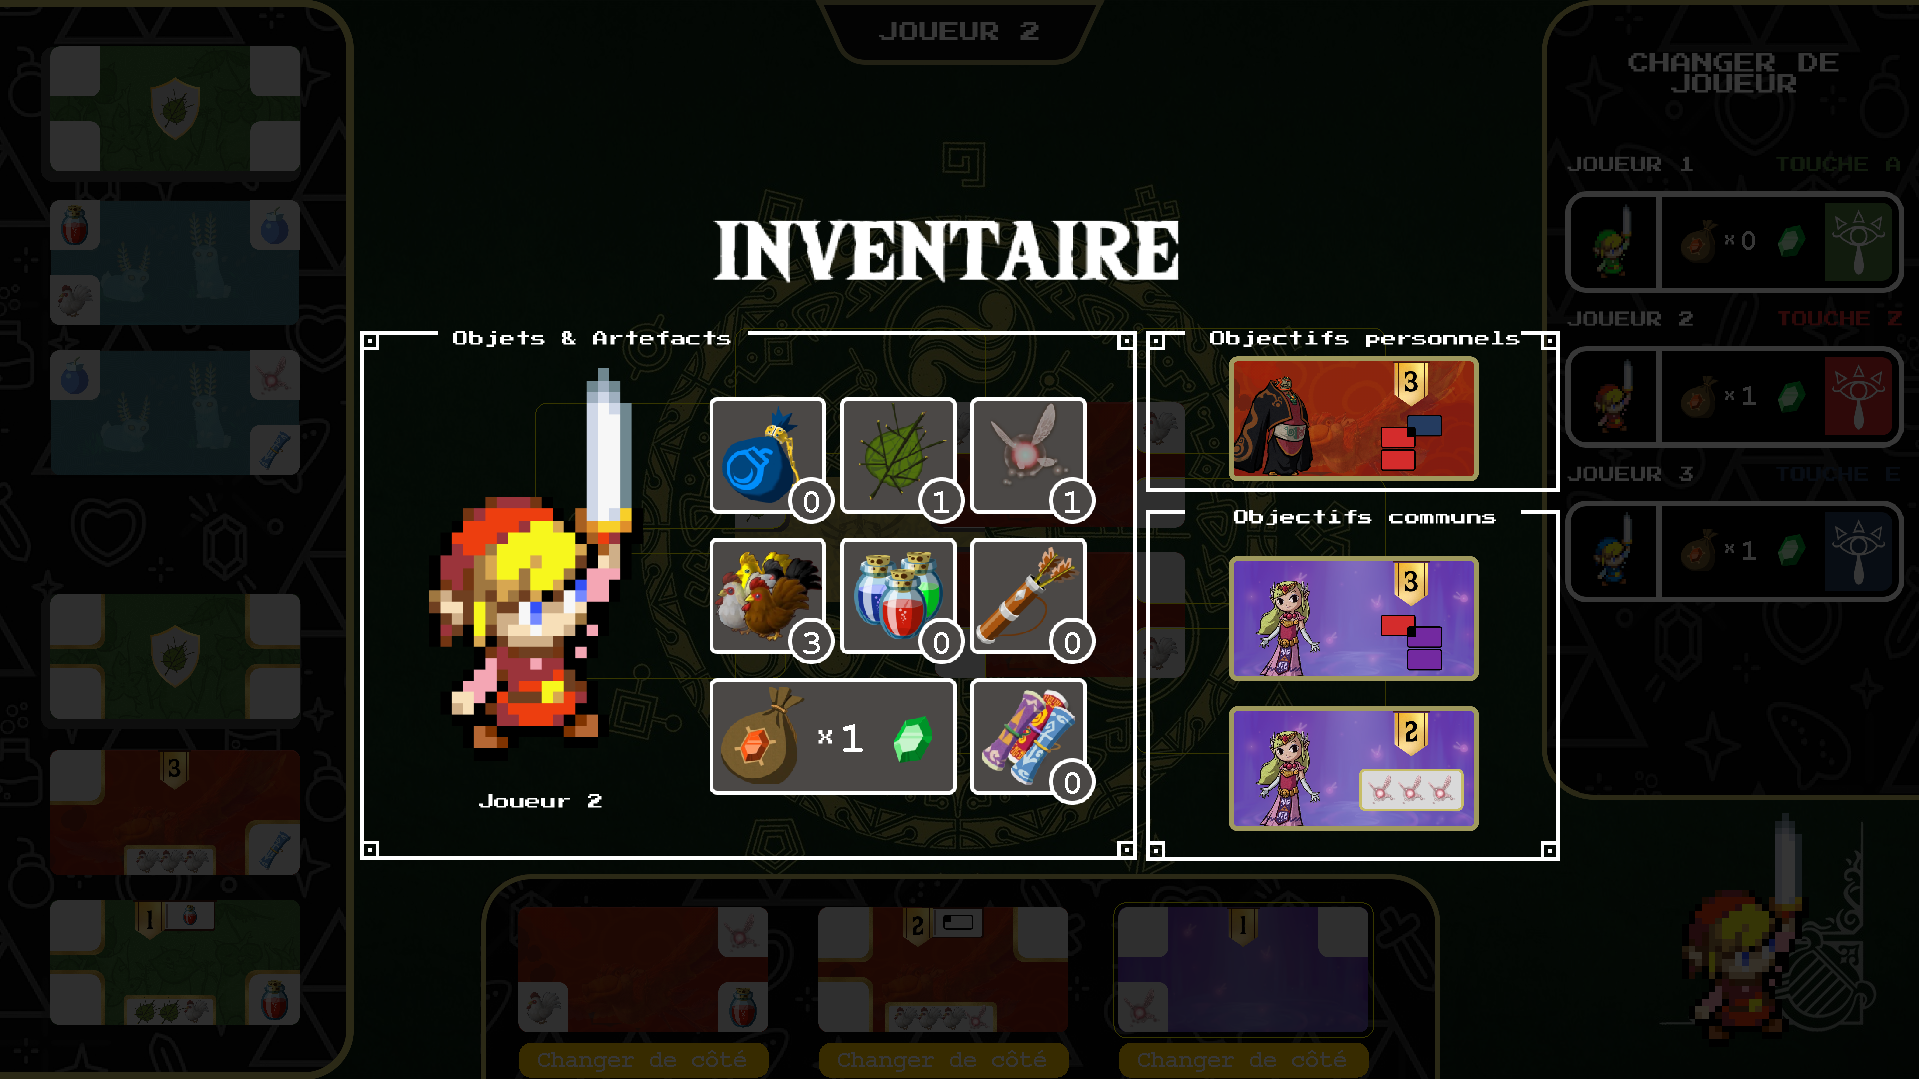 JOUEUR 2
CHANGER DE
JOUEUR
JOUEUR 1 TOUCHE A
×0
JOUEUR 2 TOUCHE Z
×1
JOUEUR 3 TOUCHE E
×1
INVENTAIRE
Objets & Artefacts
0
1
1
3
0
0
×1
0
Joueur 2
Objectifs personnels
3
Objectifs communs
3
2
3
1
2
1
Changer de côté
Changer de côté
Changer de côté